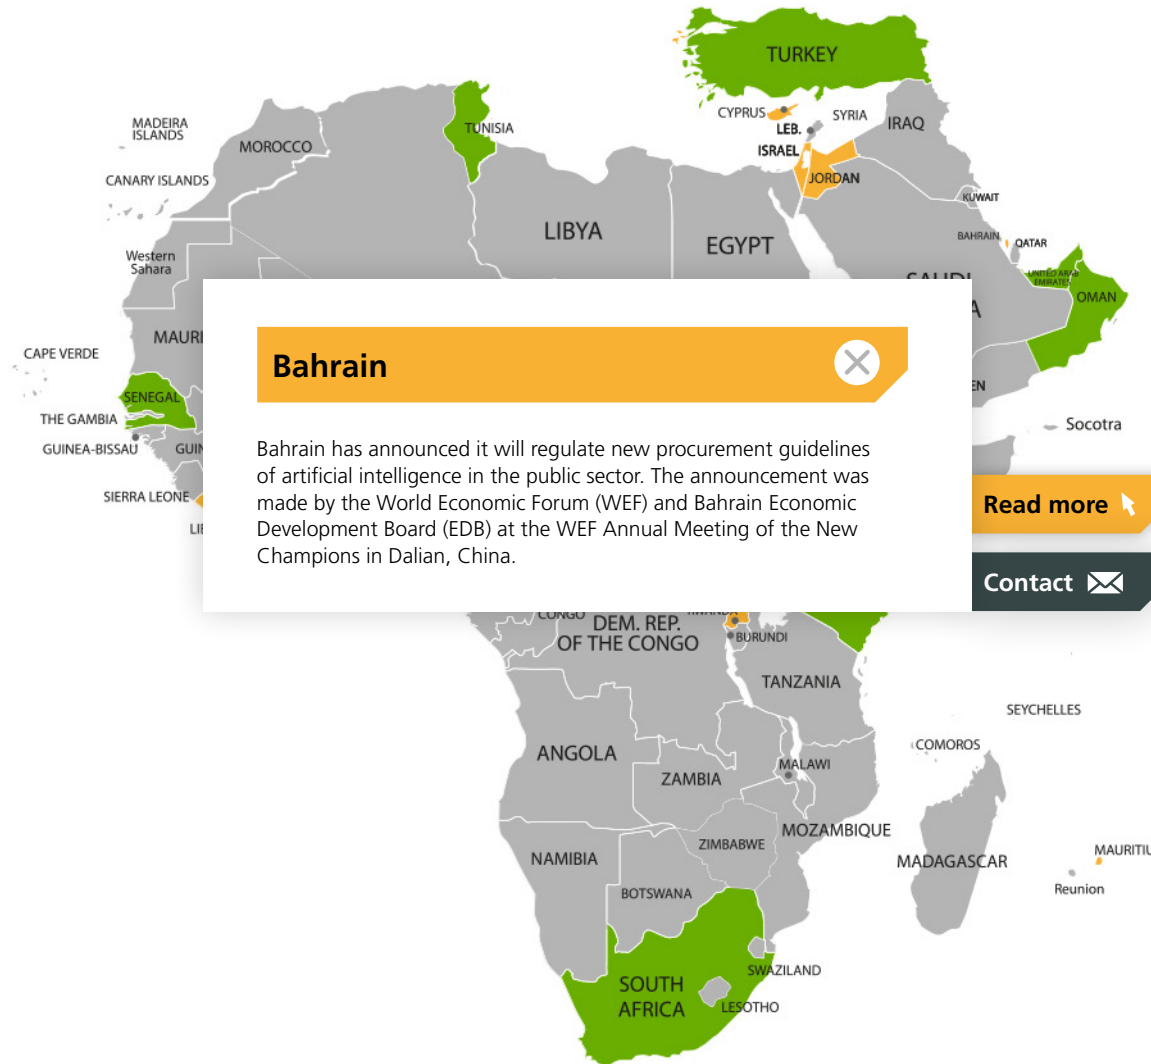 TURKEY
CYPRUS
SYRIA
LEB.
IRAQ
MADEIRA
ISLANDS
TUNISIA
MOROCCO
ISRAEL
JORDAN
CANARY ISLANDS
KUWAIT
LIBYA
EGYPT
BAHRAIN
QATAR
Western
Sahara
UNITED ARAB
EMIRATES
OMAN
CAPE VERDE
SENEGAL
THE GAMBIA
GUINEA-BISSAU
Socotra
SIERRA LEONE
Bahrain
Bahrain has announced it will regulate new procurement guidelines
of artificial intelligence in the public sector. The announcement was
made by the World Economic Forum (WEF) and Bahrain Economic
Development Board (EDB) at the WEF Annual Meeting of the New
Champions in Dalian, China.
Read more
Contact
CONGO
DEM. REP.
OF THE CONGO
BURUNDI
TANZANIA
SEYCHELLES
ANGOLA
COMOROS
MALAWI
ZAMBIA
MOZAMBIQUE
ZIMBABWE
NAMIBIA
MADAGASCAR
MAURITIU
BOTSWANA
Reunion
SWAZILAND
SOUTH
AFRICA
LESOTHO